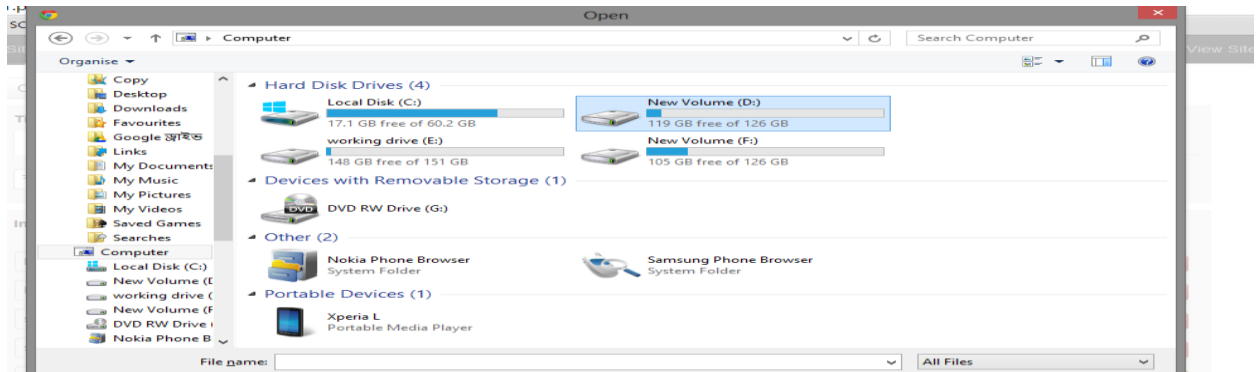 Open
Computer
Search Computer
View Site
Organise
Copy
Desktop
Downloads
Favourites
Google ড্রাইভ
Links
My Documents
My Music
My Pictures
My Videos
Saved Games
Searches
Computer
Local Disk (C:)
New Volume (D
working drive (
New Volume (F
DVD RW Drive
Nokia Phone B
Hard Disk Drives (4)
Local Disk (C:)
17.1 GB free of 60.2 GB
New Volume (D:)
119 GB free of 126 GB
working drive (E:)
148 GB free of 151 GB
New Volume (F:)
105 GB free of 126 GB
Devices with Removable Storage (1)
DVD RW Drive (G:)
Other (2)
Nokia Phone Browser
System Folder
Samsung Phone Browser
System Folder
Portable Devices (1)
Xperia L
Portable Media Player
File name:
All Files